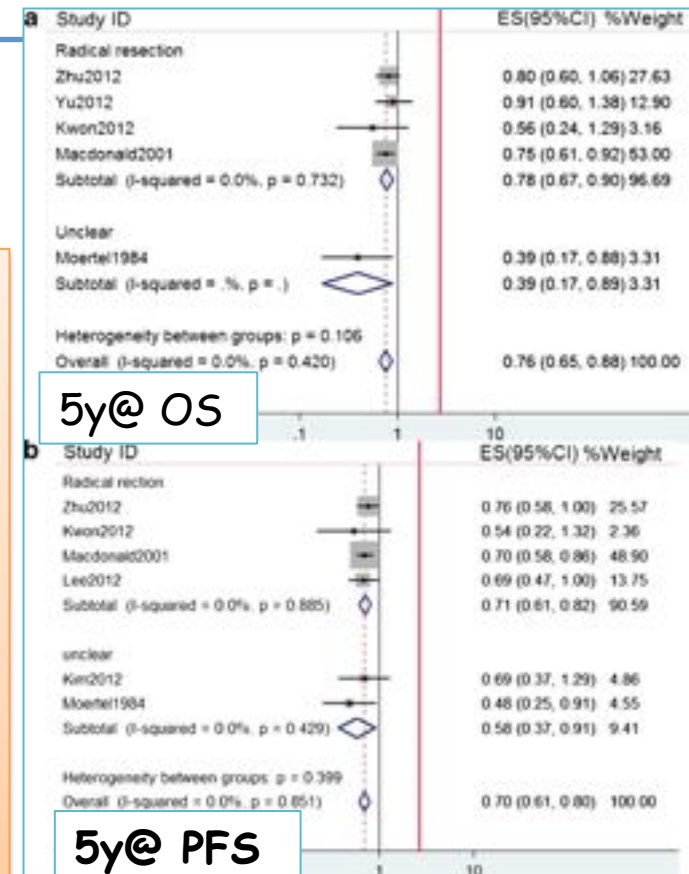 a Study ID ES(95%CI) %Weight
Radical resection
Zhu2012 0.80 (0.60, 1.06) 27.63
Yu2012 0.91 (0.60, 1.38) 12.90
Kwon2012 0.56 (0.24, 1.29) 3.16
Macdonald2001 0.75 (0.61, 0.92) 53.00
Subtotal (I-squared = 0.0%, p = 0.732) 0.78 (0.67, 0.90) 96.69
Unclear
Moertel1984 0.39 (0.17, 0.88) 3.31
Subtotal (I-squared = .%, p = .) 0.39 (0.17, 0.89) 3.31
Heterogeneity between groups: p = 0.106
Overall (I-squared = 0.0%, p = 0.420) 0.76 (0.65, 0.88) 100.00
5y@ OS
.1 1 10
b Study ID ES(95%CI) %Weight
Radical rection
Zhu2012 0.76 (0.58, 1.00) 25.57
Kwon2012 0.54 (0.22, 1.32) 2.36
Macdonald2001 0.70 (0.58, 0.86) 48.90
Lee2012 0.69 (0.47, 1.00) 13.75
Subtotal (I-squared = 0.0%, p = 0.885) 0.71 (0.61, 0.82) 90.59
unclear
Kim2012 0.69 (0.37, 1.29) 4.86
Moertel1984 0.48 (0.25, 0.91) 4.55
Subtotal (I-squared = 0.0%, p = 0.429) 0.58 (0.37, 0.91) 9.41
Heterogeneity between groups: p = 0.399
Overall (I-squared = 0.0%, p = 0.851) 0.70 (0.61, 0.80) 100.00
5y@ PFS
1 10